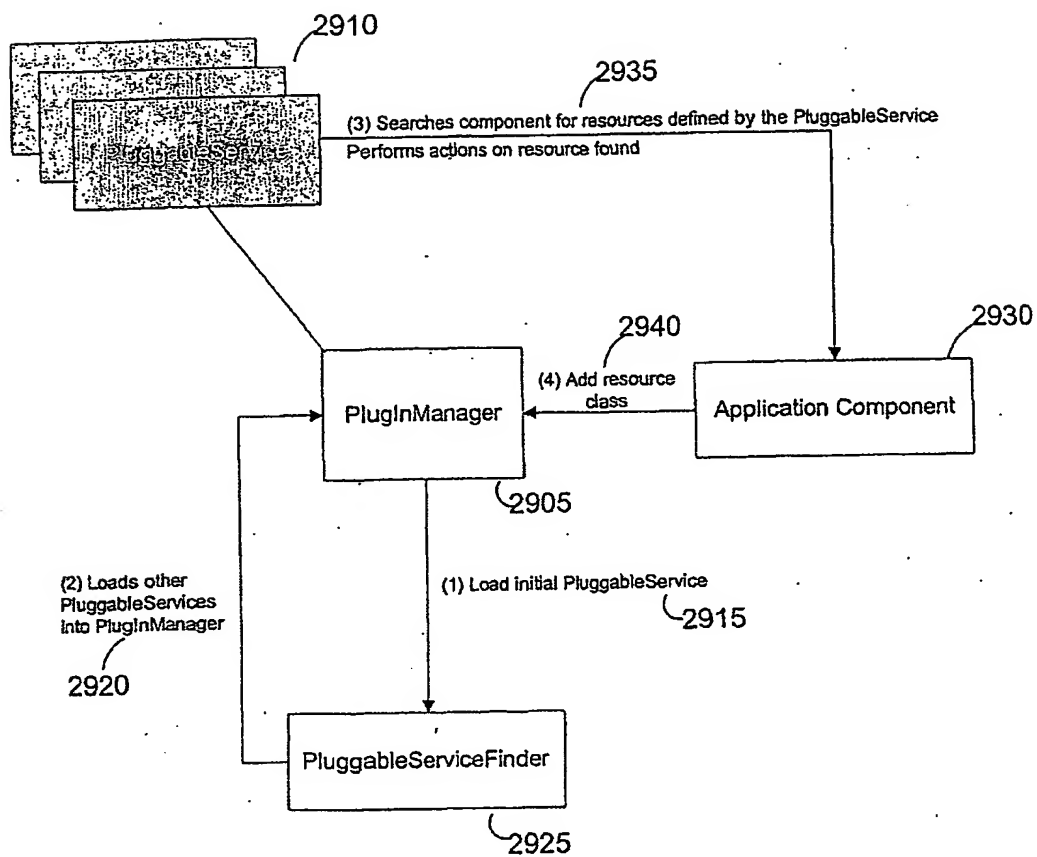 2910
2935
(3) Searches component for resources defined by the PluggableService
Performs actions on resource found
PluggableService
2940
2930
(4) Add resource
class
PlugInManager
Application Component
2905
(2) Loads other
PluggableServices
into PlugInManager
(1) Load initial PluggableService
2915
2920
PluggableServiceFinder
2925